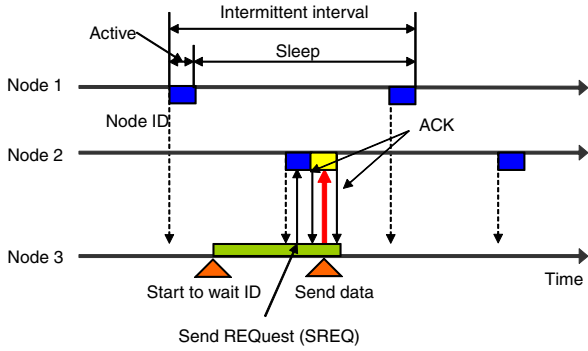 Intermittent interval
Active
Sleep
Node 1
Node ID
ACK
Node 2
Node 3
Time
Start to wait ID
Send data
Send REQuest (SREQ)